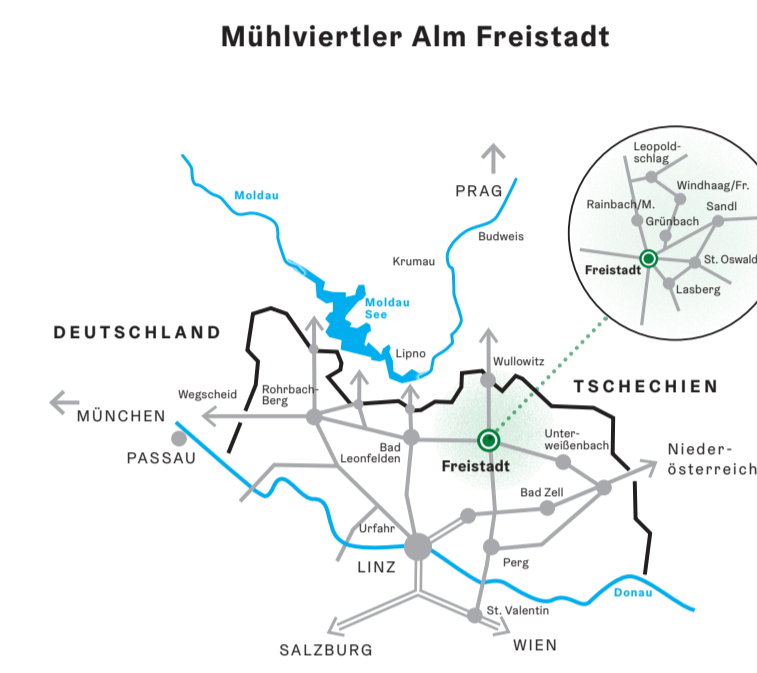 Mühlviertler Alm Freistadt
Leopold-
schlag
Windhaag/Fr.
Rainbach/M.
Sandl
Grünbach
St. Oswald
Freistadt
Lasberg
PRAG
Moldau
Budweis
Krumau
Moldau
See
DEUTSCHLAND
Lipno
Wullowitz
TSCHECHIEN
Wegscheid
Rohrbach-
Berg
MÜNCHEN
PASSAU
Bad
Leonfelden
Freistadt
Unter-
weißenbach
Nieder-
österreich
Bad Zell
Urfahr
LINZ
Perg
Donau
St. Valentin
SALZBURG
WIEN